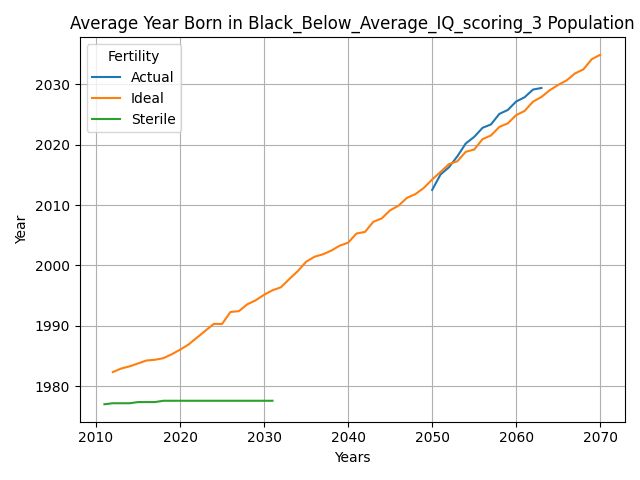 Average Year Born in Black_Below_Average_IQ_scoring_3 Population
Fertility
Actual
Ideal
Sterile
Year
2030
2020
2010
2000
1990
1980
2010 2020 2030 2040 2050 2060 2070
Years